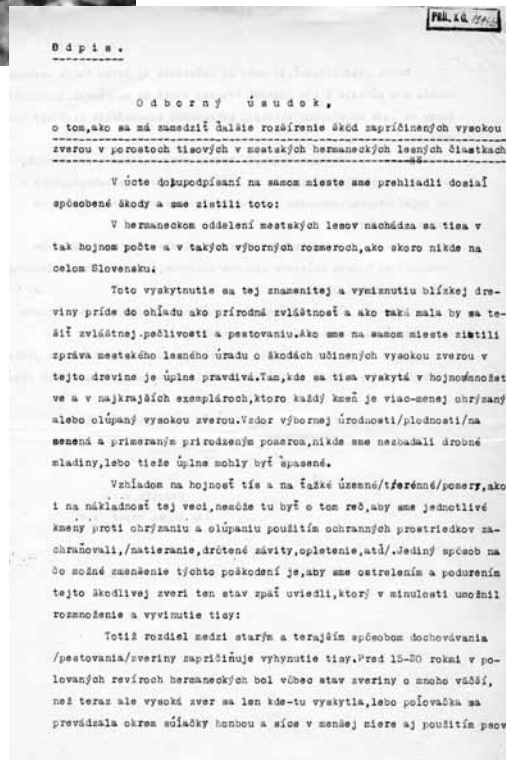 PRÍL. K Č.
Odpis.
Odborný úsudok,
o tom,ako sa má zamedziť ďalšie rozšírenie škôd zapríčinených vysokou
zverou v porostoch tisových v mestských hermaneckých lesných čiastkach
V úcte dolupodpísaní na samom mieste sme prehliadli dosiaľ
spôsobené škody a sme zistili toto:
V hermaneckom oddelení mestských lesov nachádza sa tisa v
tak hojnom počte a v takých výborných rozmeroch,ako skoro nikde na
celom Slovensku.
Toto vyskytnutie sa tej znamenitej a vymiznutiu blízkej dre-
viny príde do ohľadu ako prírodná zvláštnosť a ako taká mala by sa te-
šiť zvláštnej pečlivosti a pestovaniu.Ako sme na samom mieste zistili
zpráva mestského lesného úradu o škodách učinených vysokou zverou v
tejto drevine je úplne pravdivá.Tam,kde sa tisa vyskytá v hojnom množst
ve a v najkrajších exemplároch,ktoro každý kmeň je viac-menej ohrýzaný
alebo olúpaný vysokou zverou.Vzdor výbornej úrodnosti/plodnosti/na
semená a primeraným prirodzeným pomerom,nikde sme nezbadali drobné
mladiny,lebo tieže úplne mohly byť spasené.
Vzhľadom na hojnosť tís a na ťažké územné/terénné/pomery,ako
i na nákladnosť tej veci,nemôže tu byť o tom reč,aby sme jednotlivé
kmeny proti ohrýzaniu a olúpaniu použitím ochranných prostriedkov za-
chraňovali,/natieranie,drôtené závity,opletenie,atď/.Jediný spôsob na
čo možné zmenšenie týchto poškodení je,aby sme ostrelením a podurením
tejto škodlivej zveri ten stav zpäť uviedli,ktorý v minulosti umožnil
rozmnoženie a vyvinutie tisy:
Totiž rozdiel medzi starým a terajším spôsobom dochovávania
/pestovania/zveriny zapríčiňuje vyhynutie tisy.Pred 15-20 rokmi v po-
lovaných revíroch hermaneckých bol vôbec stav zveriny o mnoho väčší,
než teraz ale vysoká zver sa len kde-tu vyskytla,lebo poľovačka sa
prevádzala okrem súľačky honbou a síce v menšej miere aj použitím psov